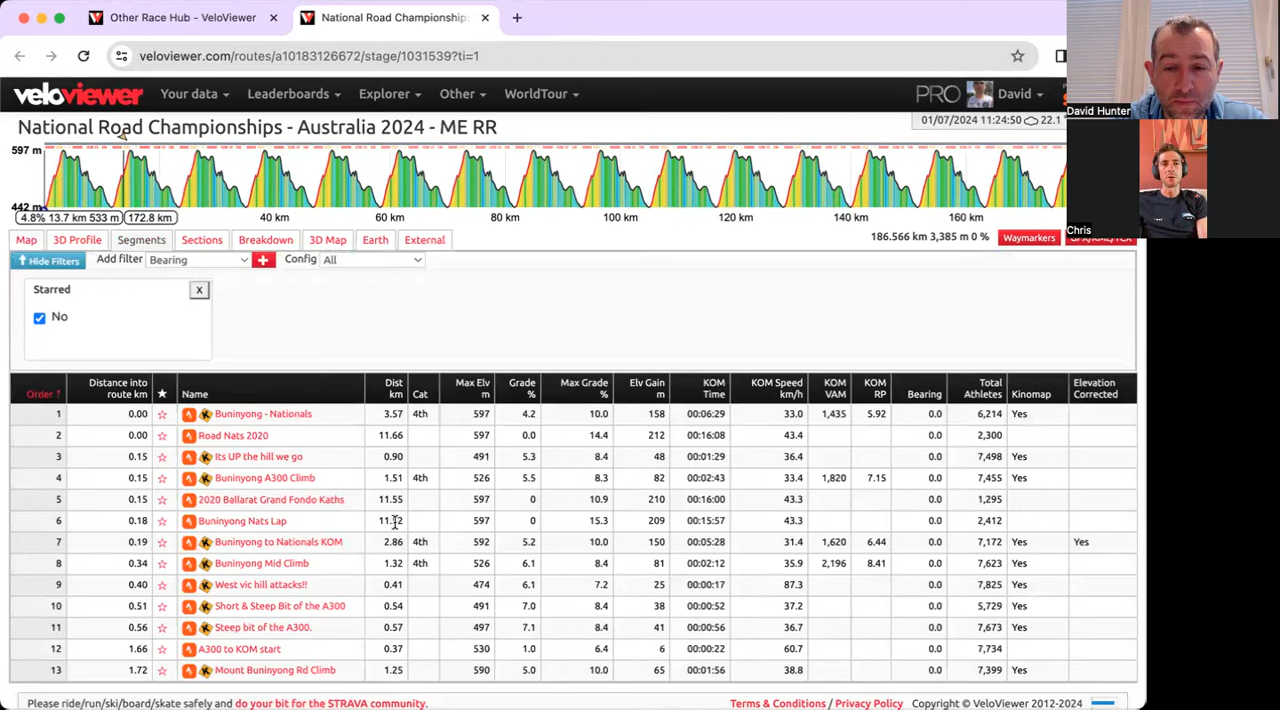 Other Race Hub - VeloViewer
National Road Championships
veloviewer.com/routes/a10183126672/stage/1031539?ti=1
veloviewer
Your data
Leaderboards
Explorer
Other
WorldTour
PRO
David
David Hunter
Chris
National Road Championships - Australia 2024 - ME RR
01/07/2024 11:24:50 22.1
597 m
442 m
4.8% 13.7 km 533 m
172.8 km
40 km 60 km 80 km 100 km 120 km 140 km 160 km
Map 3D Profile Segments Sections Breakdown 3D Map Earth External
186.566 km 3,385 m 0 %
Waymarkers
Hide Filters Add filter Bearing + Config All
Starred X
No
Order Distance into route km ★ Name Dist km Cat Max Elv m Grade % Max Grade % Elv Gain m KOM Time KOM Speed km/h KOM VAM KOM RP Bearing Total Athletes Kinomap Elevation Corrected
1 0.00 Buninyong - Nationals 3.57 4th 597 4.2 10.0 158 00:06:29 33.0 1,435 5.92 0.0 6,214 Yes
2 0.00 Road Nats 2020 11.66 597 0.0 14.4 212 00:16:08 43.4 0.0 2,300
3 0.15 Its UP the hill we go 0.90 491 5.3 8.4 48 00:01:29 36.4 0.0 7,498 Yes
4 0.15 Buninyong A300 Climb 1.51 4th 526 5.5 8.3 82 00:02:43 33.4 1,820 7.15 0.0 7,455 Yes
5 0.15 2020 Ballarat Grand Fondo Kaths 11.55 597 0 10.9 210 00:16:00 43.3 0.0 1,295
6 0.18 Buninyong Nats Lap 597 0 15.3 209 00:15:57 43.3 0.0 2,412
7 0.19 Buninyong to Nationals KOM 2.86 4th 592 5.2 10.0 150 00:05:28 31.4 1,620 6.44 0.0 7,172 Yes Yes
8 0.34 Buninyong Mid Climb 1.32 4th 526 6.1 8.4 81 00:02:12 35.9 2,196 8.41 0.0 7,623 Yes
9 0.40 West vic hill attacks!! 0.41 474 6.1 7.2 25 00:00:17 87.3 0.0 7,825 Yes
10 0.51 Short & Steep Bit of the A300 0.54 491 7.0 8.4 38 00:00:52 37.2 0.0 5,729 Yes
11 0.56 Steep bit of the A300. 0.57 497 7.1 8.4 41 00:00:56 36.7 0.0 7,673 Yes
12 1.66 A300 to KOM start 0.37 530 1.0 6.4 6 00:00:22 60.7 0.0 7,734
13 1.72 Mount Buninyong Rd Climb 1.25 590 5.0 10.0 65 00:01:56 38.8 0.0 7,399 Yes
Please ride/run/ski/board/skate safely and do your bit for the STRAVA community.
Terms & Conditions / Privacy Policy Copyright © VeloViewer 2012-2024